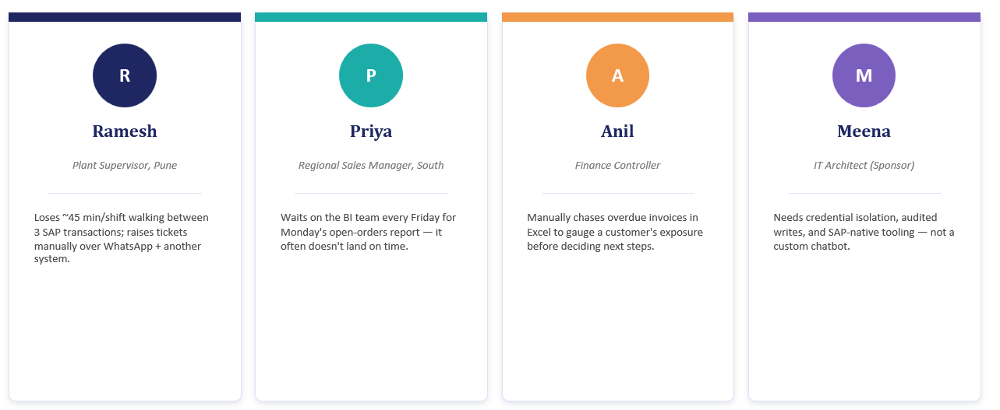 R
Ramesh
Plant Supervisor, Pune
Loses ~45 min/shift walking between
3 SAP transactions; raises tickets
manually over WhatsApp + another
system.
P
Priya
Regional Sales Manager, South
Waits on the BI team every Friday for
Monday's open-orders report — it
often doesn't land on time.
A
Anil
Finance Controller
Manually chases overdue invoices in
Excel to gauge a customer's exposure
before deciding next steps.
M
Meena
IT Architect (Sponsor)
Needs credential isolation, audited
writes, and SAP-native tooling — not a
custom chatbot.